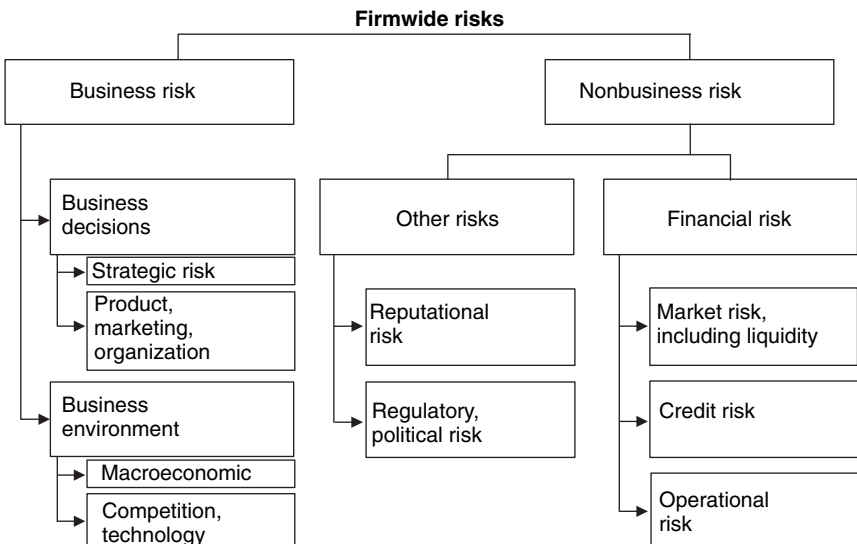 Firmwide risks
Business risk
Nonbusiness risk
Business
decisions
Strategic risk
Product,
marketing,
organization
Business
environment
Macroeconomic
Competition,
technology
Other risks
Reputational
risk
Regulatory,
political risk
Financial risk
Market risk,
including liquidity
Credit risk
Operational
risk